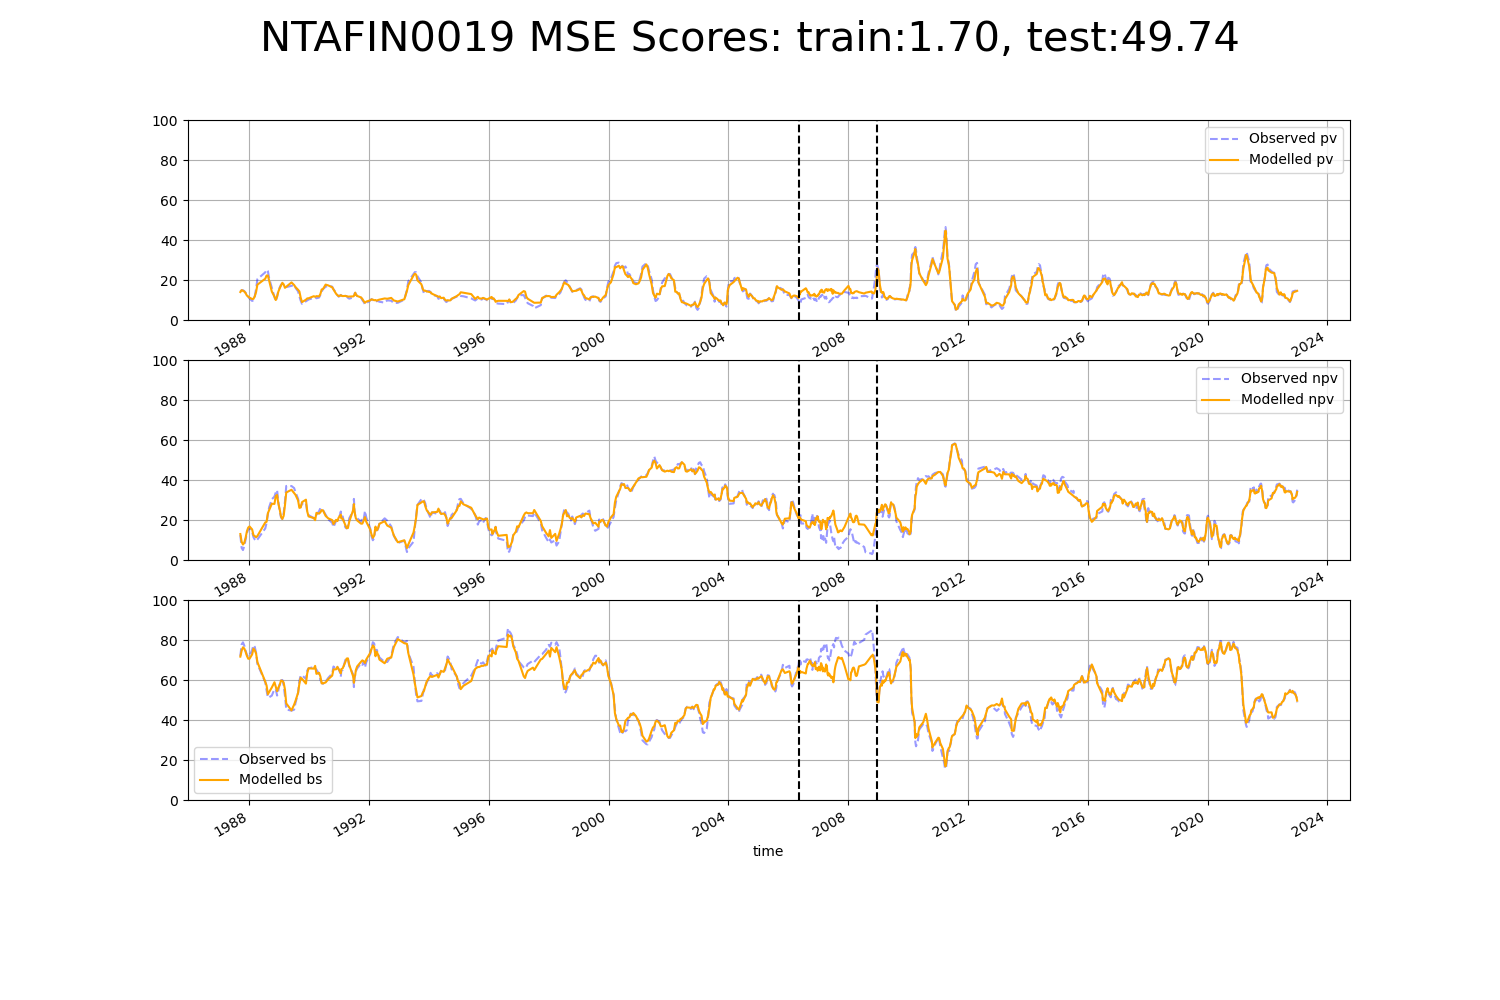 NTAFIN0019 MSE Scores: train:1.70, test:49.74
100
80
60
40
20
0
Observed pv
Modelled pv
1988 1992 1996 2000 2004 2008 2012 2016 2020 2024
100
80
60
40
20
0
Observed npv
Modelled npv
1988 1992 1996 2000 2004 2008 2012 2016 2020 2024
100
80
60
40
20
0
Observed bs
Modelled bs
1988 1992 1996 2000 2004 2008 2012 2016 2020 2024
time